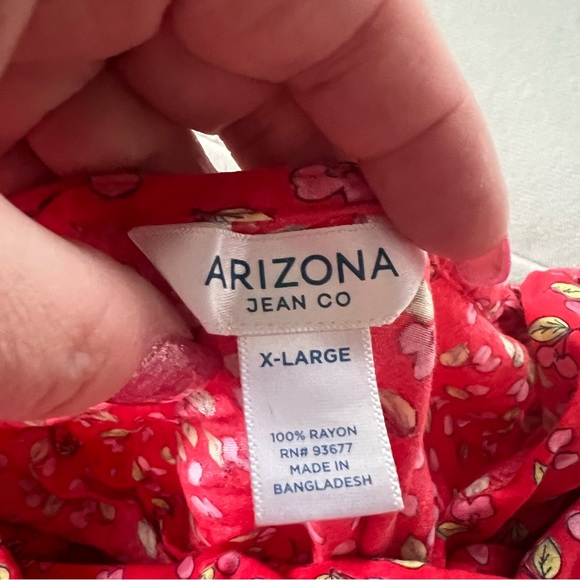 ARIZONA
JEAN CO
X-LARGE
100% RAYON
RN# 93677
MADE IN
BANGLADESH